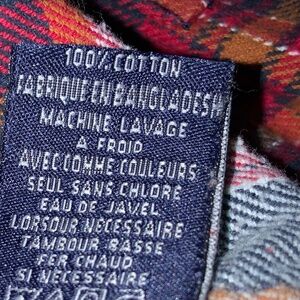 100% COTTON
FABRIQUE EN BANGLADESH
MACHINE LAVAGE
A FROID
AVEC COMME COULEURS
SEUL SANS CHLORE
EAU DE JAVEL
LORSQUR NECESSAIRE
TAMBOUR BASSE
FER CHAUD
SI NECESSAIRE